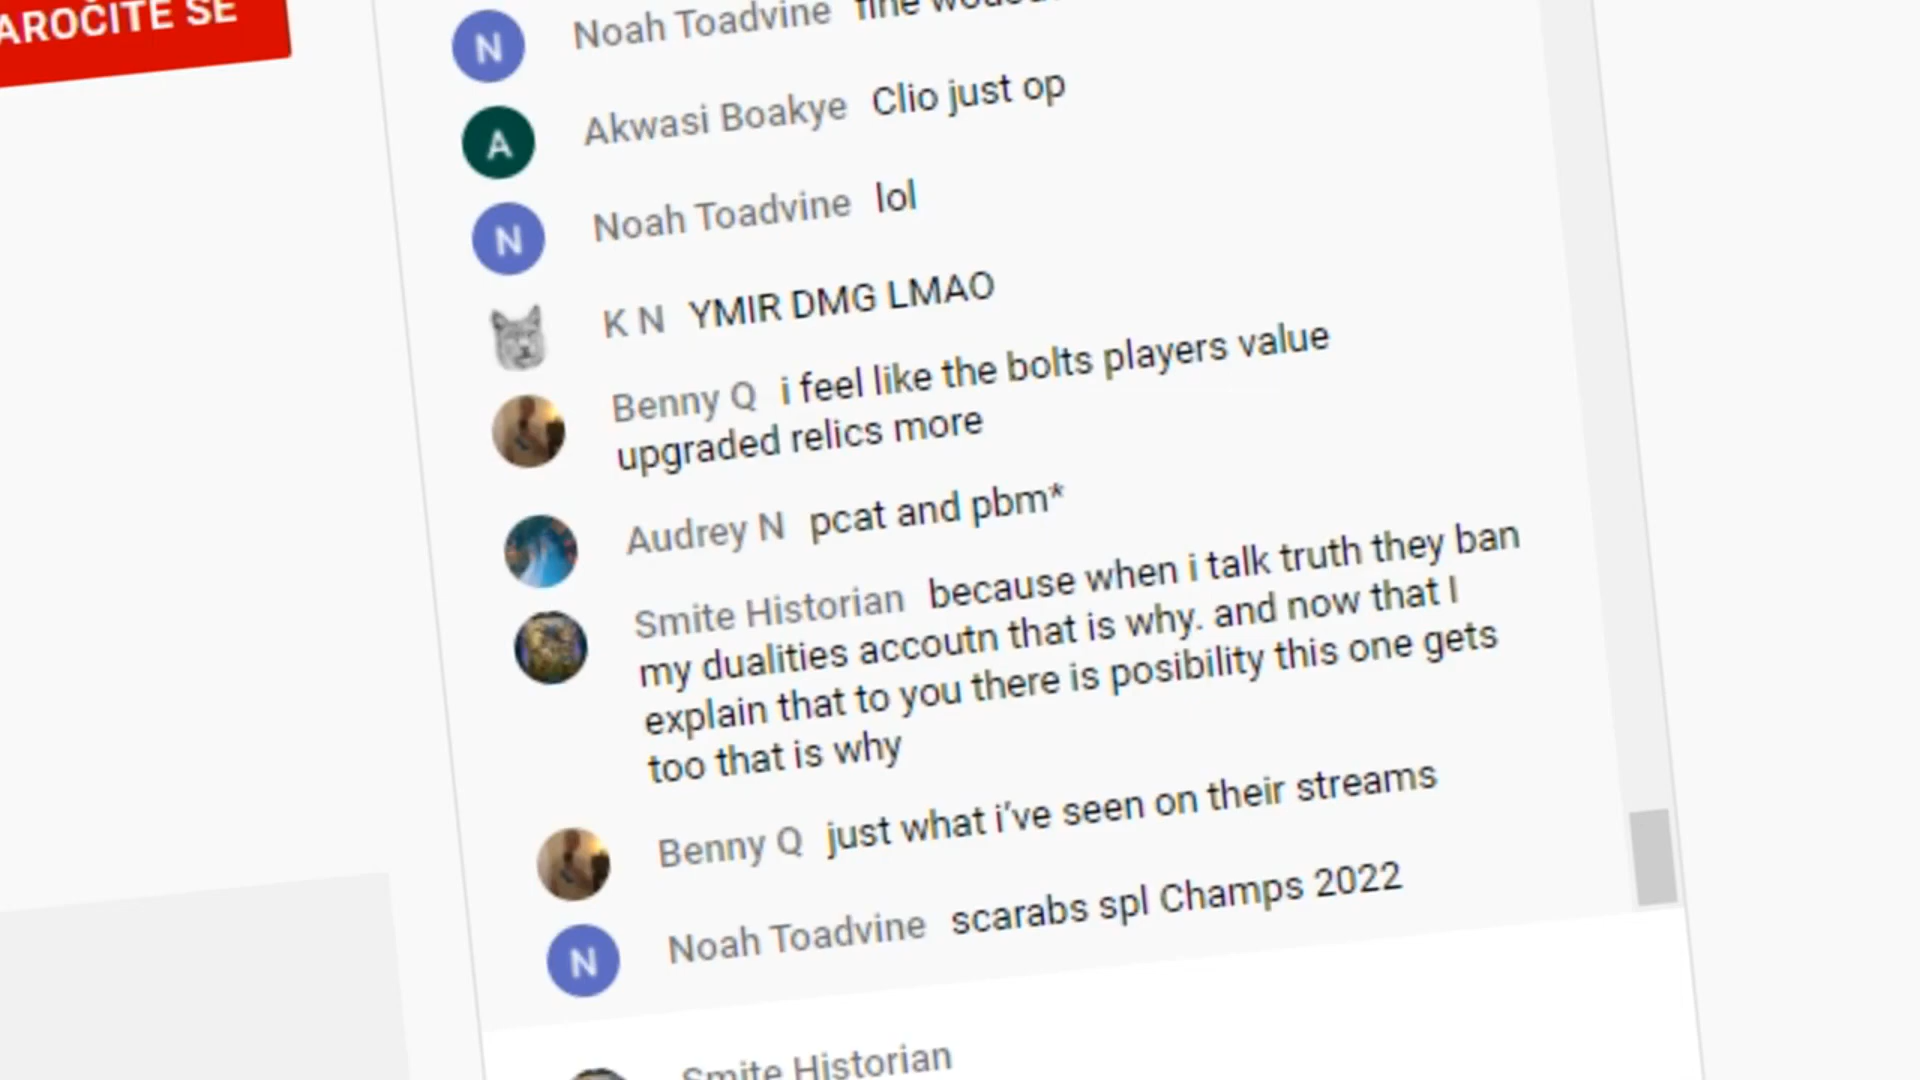 AROČITE SE
Noah Toadvine fine
Akwasi Boakye Clio just op
Noah Toadvine lol
K N YMIR DMG LMAO
Benny Q i feel like the bolts players value
upgraded relics more
Audrey N pcat and pbm*
Smite Historian because when i talk truth they ban
my dualities accoutn that is why. and now that I
explain that to you there is posibility this one gets
too that is why
Benny Q just what i've seen on their streams
Noah Toadvine scarabs spl Champs 2022
Smite Historian
N
A
N
N